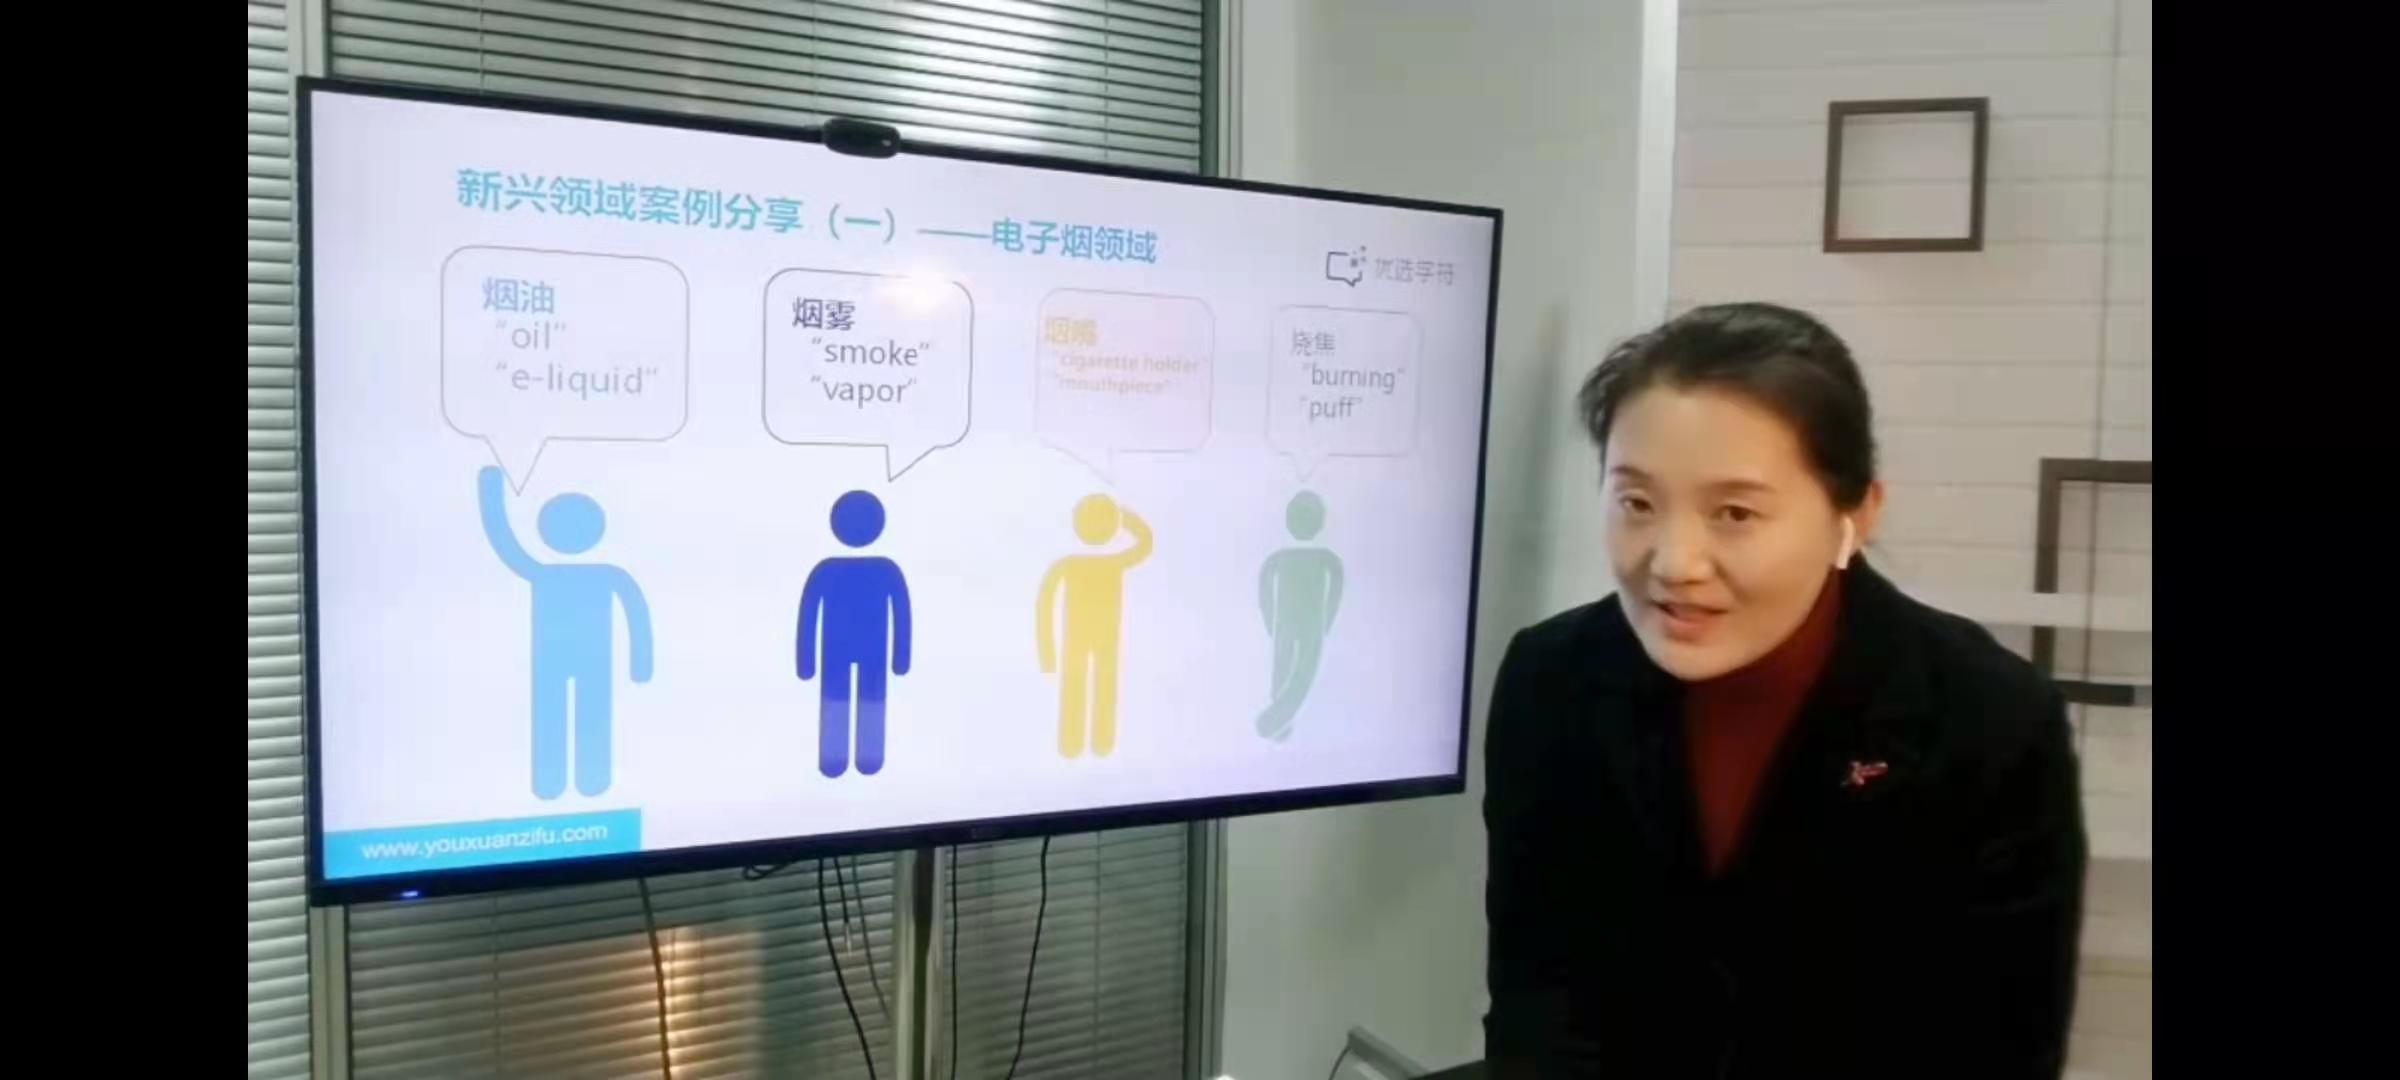 新兴领域案例分享（一）——电子烟领域
优选字符
烟油
“oil”
“e-liquid”
烟雾
“smoke”
“vapor”
烟嘴
“cigarette holder”
“mouthpiece”
烧焦
“burning”
“puff”
www.youxuanzifu.com